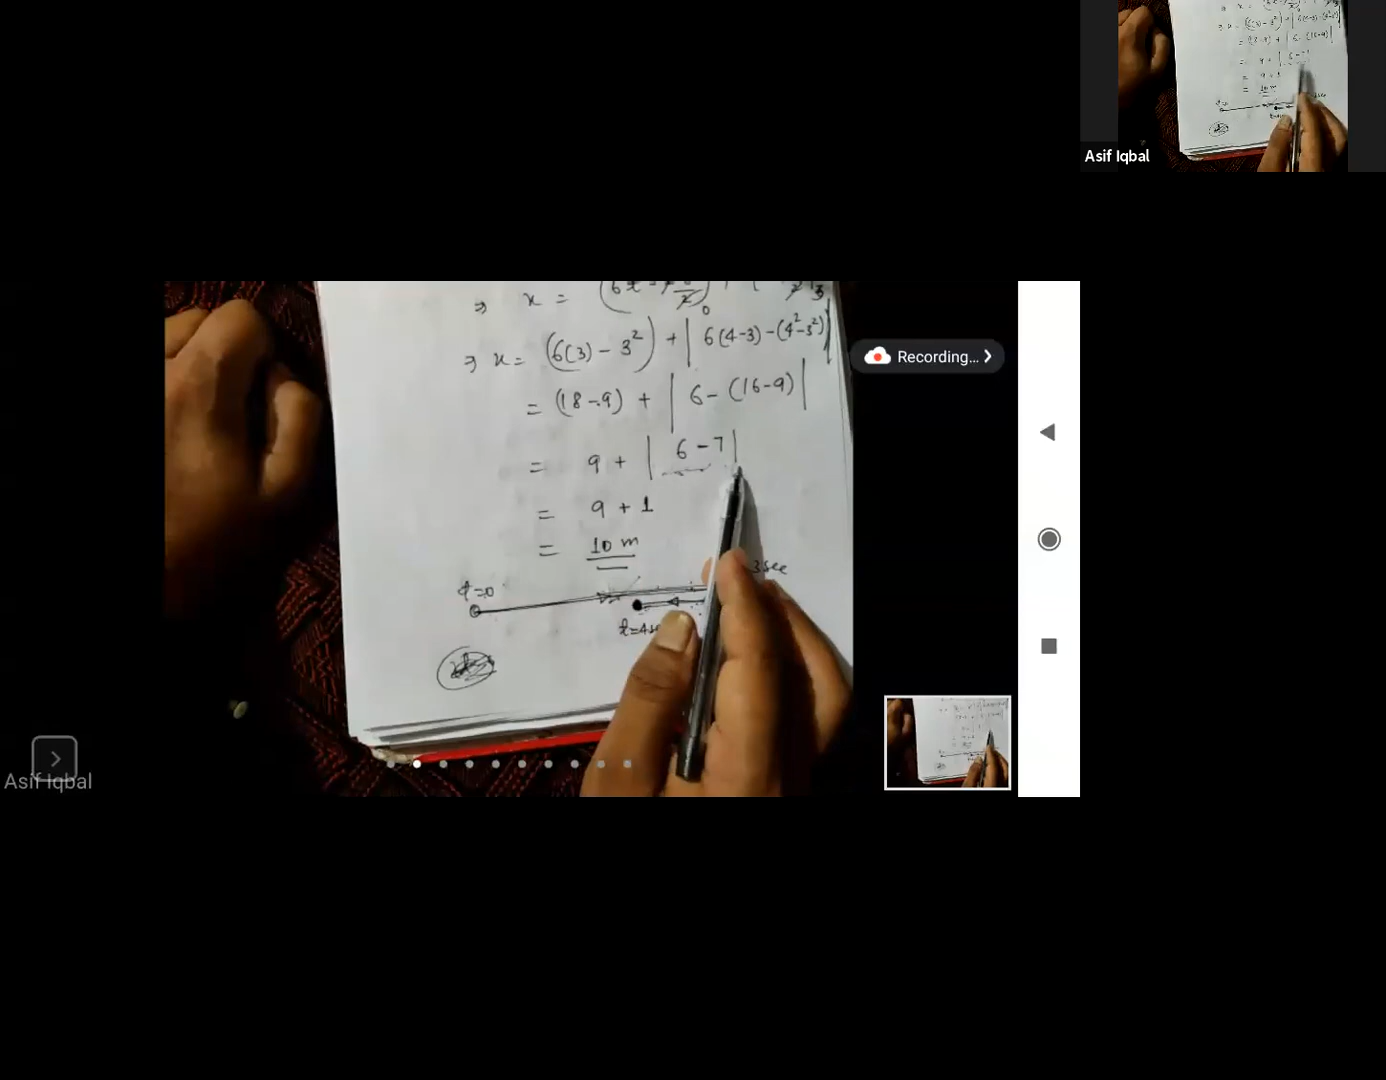 Asif Iqbal
⇒ x =
⇒ x = (6(3) - 3²) + | 6(4-3) - (4²-3²) |
= (18-9) + | 6 - (16-9) |
= 9 + | 6 - 7 |
= 9 + 1
= 10 m
3 sec
t=0
t=4
Recording...
Asif Iqbal